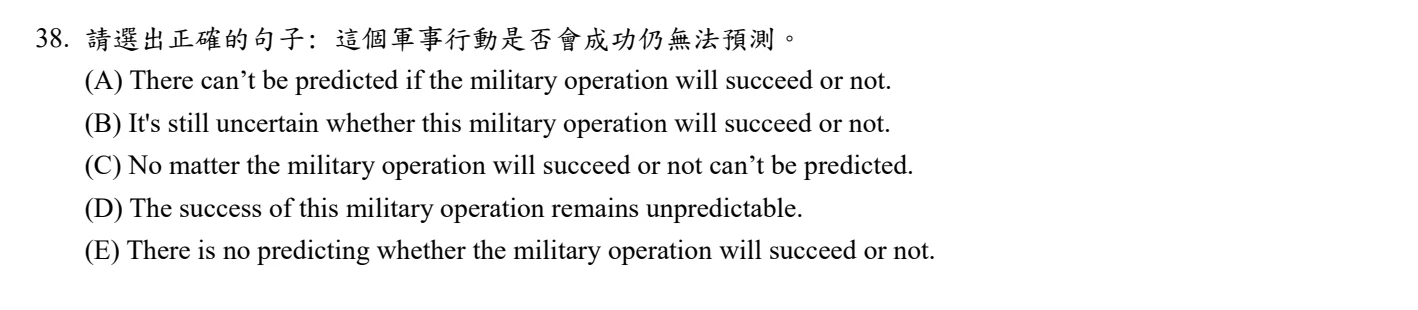 38. 請選出正確的句子：這個軍事行動是否會成功仍無法預測。
(A) There can’t be predicted if the military operation will succeed or not.
(B) It's still uncertain whether this military operation will succeed or not.
(C) No matter the military operation will succeed or not can’t be predicted.
(D) The success of this military operation remains unpredictable.
(E) There is no predicting whether the military operation will succeed or not.